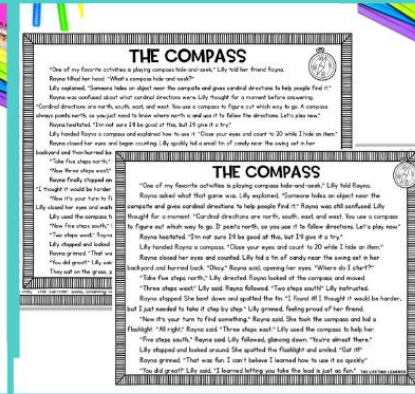 THE COMPASS
"One of my favorite activities is playing compass hide-and-seek," Lilly told her friend Rayna.
Rayna tilted her head. "What's compass hide-and-seek?"
Lilly explained, "Someone hides an object near the compass and gives cardinal directions to help people find it."
Rayna was confused about what cardinal directions were. Lilly thought for a moment before answering.
"Cardinal directions are north, south, east, and west. You use a compass to figure out which way to go. A compass
always points north, so you just need to know where north is and use it to follow the directions. Let's play now."
Rayna hesitated. "I'm not sure I'll be good at this, but I'll give it a try."
Lilly handed Rayna a compass and explained how to use it. "Close your eyes and count to 20 while I hide an item."
Rayna closed her eyes and began counting. Lilly quickly hid a small tin of candy near the swing set in her
backyard and then hurried ba
"Take five steps north,"
"Now three steps west,"
Rayna finally stopped an
"I thought it would be harder
"Now it's your turn to fi
Lilly closed her eyes and wait
Lilly used the compass t
"Now five steps south,"
"Two steps west," Rayna
Lilly stopped and looked
Rayna grinned. "That wa
"You did great!" Lilly
They sat on the grass,
THE COMPASS
"One of my favorite activities is playing compass hide-and-seek," Lilly told Rayna.
Rayna asked what that game was. Lilly explained, "Someone hides an object near the
compass and gives cardinal directions to help people find it." Rayna was still confused. Lilly
thought for a moment. "Cardinal directions are north, south, east, and west. You use a compass
to figure out which way to go. It points north, so you use it to follow directions. Let's play now."
Rayna hesitated. "I'm not sure I'll be good at this, but I'll give it a try."
Lilly handed Rayna a compass. "Close your eyes and count to 20 while I hide an item."
Rayna closed her eyes and counted. Lilly hid a tin of candy near the swing set in her
backyard and hurried back. "Okay," Rayna said, opening her eyes. "Where do I start?"
"Take five steps north," Lilly directed. Rayna looked at the compass and moved.
"Three steps west," Lilly said. Rayna followed. "Two steps south," Lilly instructed.
Rayna stopped. She bent down and spotted the tin. "I found it! I thought it would be harder,
but I just needed to take it step by step." Lilly grinned, feeling proud of her friend.
"Now it's your turn to find something," Rayna said. She took the compass and hid a
flashlight. "All right," Rayna said. "Three steps east." Lilly used the compass to help her.
"Five steps south," Rayna said. Lilly followed, glancing down. "You're almost there."
Lilly stopped and looked around. She spotted the flashlight and smiled. "Got it!"
Rayna grinned. "That was fun. I can't believe I learned how to use it so quickly."
"You did great!" Lilly said. "I learned letting you take the lead is just as fun."
THE LIFETIME LEARNER